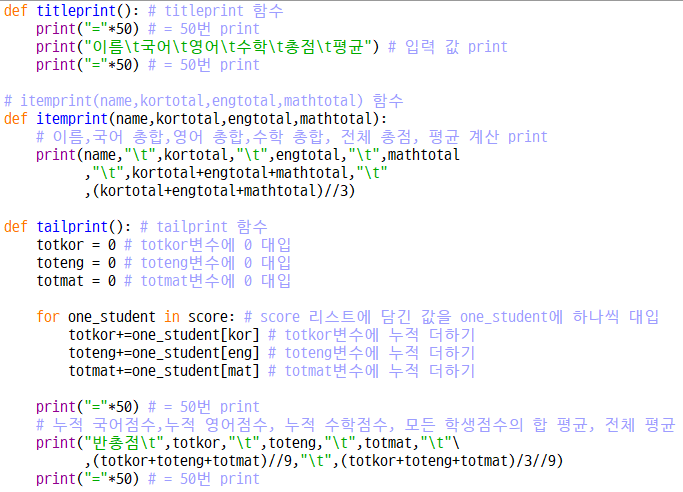 def titleprint(): # titleprint 함수
    print("="*50) # = 50번 print
    print("이름\t국어\t영어\t수학\t총점\t평균") # 입력 값 print
    print("="*50) # = 50번 print
# itemprint(name,kortotal,engtotal,mathtotal) 함수
def itemprint(name,kortotal,engtotal,mathtotal):
    # 이름,국어 총합,영어 총합,수학 총합, 전체 총점, 평균 계산 print
    print(name,"\t",kortotal,"\t",engtotal,"\t",mathtotal
          ,"\t",kortotal+engtotal+mathtotal,"\t"
          ,(kortotal+engtotal+mathtotal)//3)
def tailprint(): # tailprint 함수
    totkor = 0 # totkor변수에 0 대입
    toteng = 0 # toteng변수에 0 대입
    totmat = 0 # totmat변수에 0 대입
    for one_student in score: # score 리스트에 담긴 값을 one_student에 하나씩 대입
        totkor+=one_student[kor] # totkor변수에 누적 더하기
        toteng+=one_student[eng] # toteng변수에 누적 더하기
        totmat+=one_student[mat] # totmat변수에 누적 더하기
    print("="*50) # = 50번 print
    # 누적 국어점수,누적 영어점수, 누적 수학점수, 모든 학생점수의 합 평균, 전체 평균
    print("반총점\t",totkor,"\t",toteng,"\t",totmat,"\t"\
          ,(totkor+toteng+totmat)//9,"\t",(totkor+toteng+totmat)/3//9)
    print("="*50) # = 50번 print